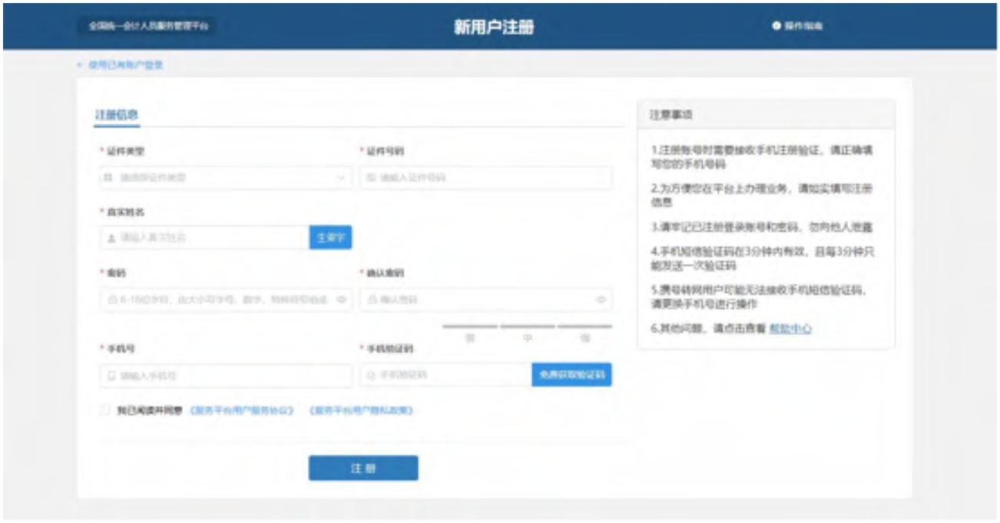 全国统一会计人员服务管理平台
新用户注册
操作指南
← 使用已有账户登录
注册信息
* 证件类型
* 证件号码
请选择证件类型
请输入证件号码
* 真实姓名
请输入真实姓名
生僻字
* 密码
* 确认密码
6-16位字符，由大小写字母、数字、特殊符号组成
确认密码
弱
中
强
* 手机号
* 手机验证码
请输入手机号
手机验证码
免费获取验证码
我已阅读并同意 《服务平台用户服务协议》 《服务平台用户隐私政策》
注 册
注意事项
1.注册账号时需要接收手机注册验证，请正确填
写您的手机号码
2.为方便您在平台上办理业务，请如实填写注册
信息
3.请牢记已注册登录账号和密码，勿向他人泄露
4.手机短信验证码在3分钟内有效，且每3分钟只
能发送一次验证码
5.携号转网用户可能无法接收手机短信验证码，
请更换手机号进行操作
6.其他问题，请点击查看 帮助中心